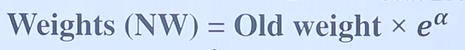 Weights (NW) = Old weight × e^α